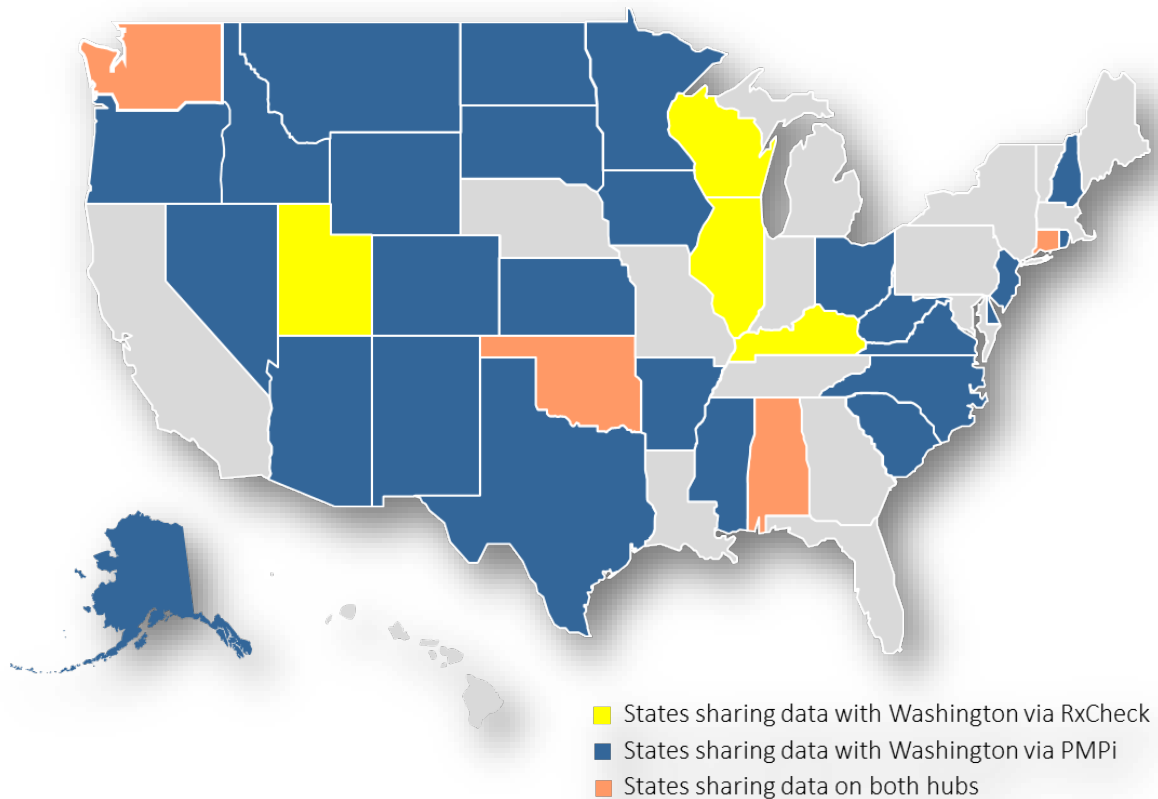 States sharing data with Washington via RxCheck
States sharing data with Washington via PMPi
States sharing data on both hubs